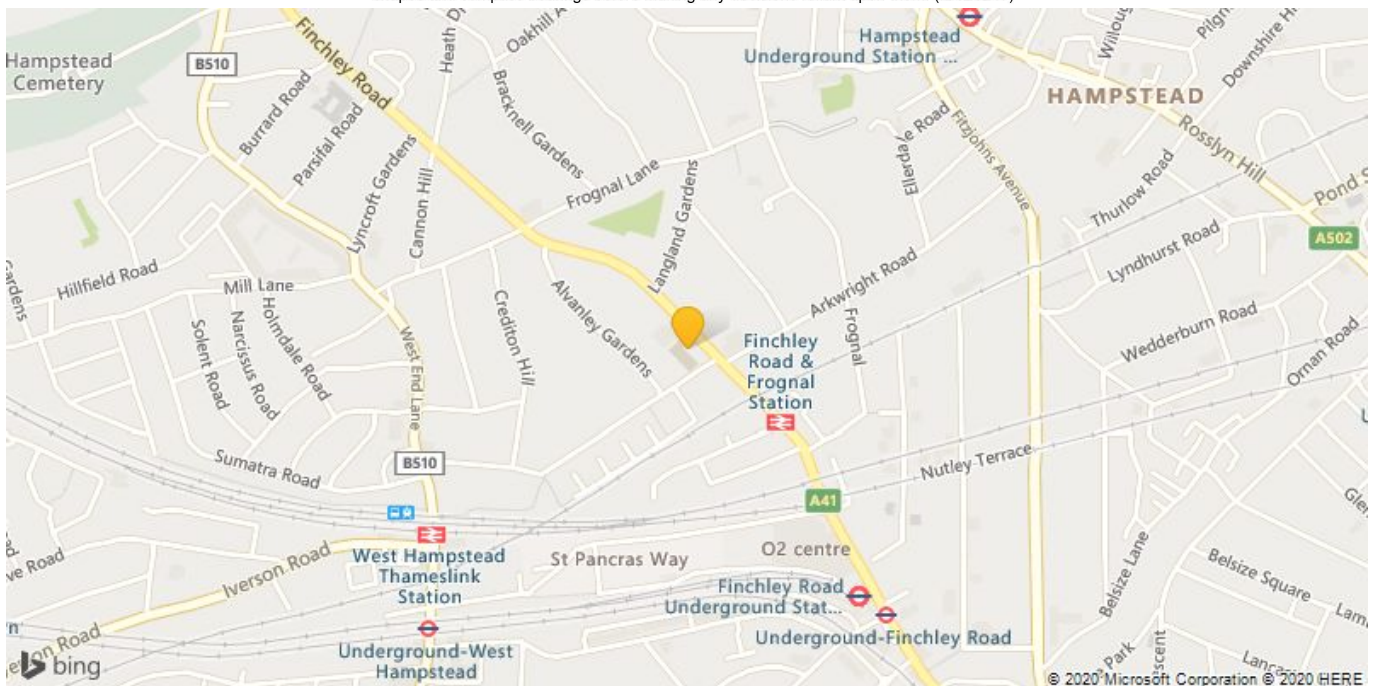 Hampstead
Cemetery
B510
Finchley Road
Burrard Road
Parsifal Road
Heath
Oakhill
Bracknell Gardens
Hampstead
Underground Station ...
HAMPSTEAD
Downshire
Rosslyn Hill
Fitzjohns Avenue
Pond
A502
Lyncroft Gardens
Cannon Hill
Frognal Lane
Langland Gardens
Thurlow Road
Lyndhurst Road
Gardens
Hillfield Road
Mill Lane
Solent Road
Narcissus Road
Holmdale Road
West End Lane
Crediton Hill
Alvanley Gardens
Arkwright Road
Frognal
Wedderburn Road
Ornan Road
Finchley
Road &
Frognal
Station
Sumatra Road
B510
A41
Nutley Terrace
West Hampstead
Thameslink
Station
Iverson Road
St Pancras Way
O2 centre
Finchley Road
Underground Stat...
Underground-Finchley Road
Underground-West
Hampstead
Belsize Lane
Belsize Square
bing
© 2020 Microsoft Corporation © 2020 HERE